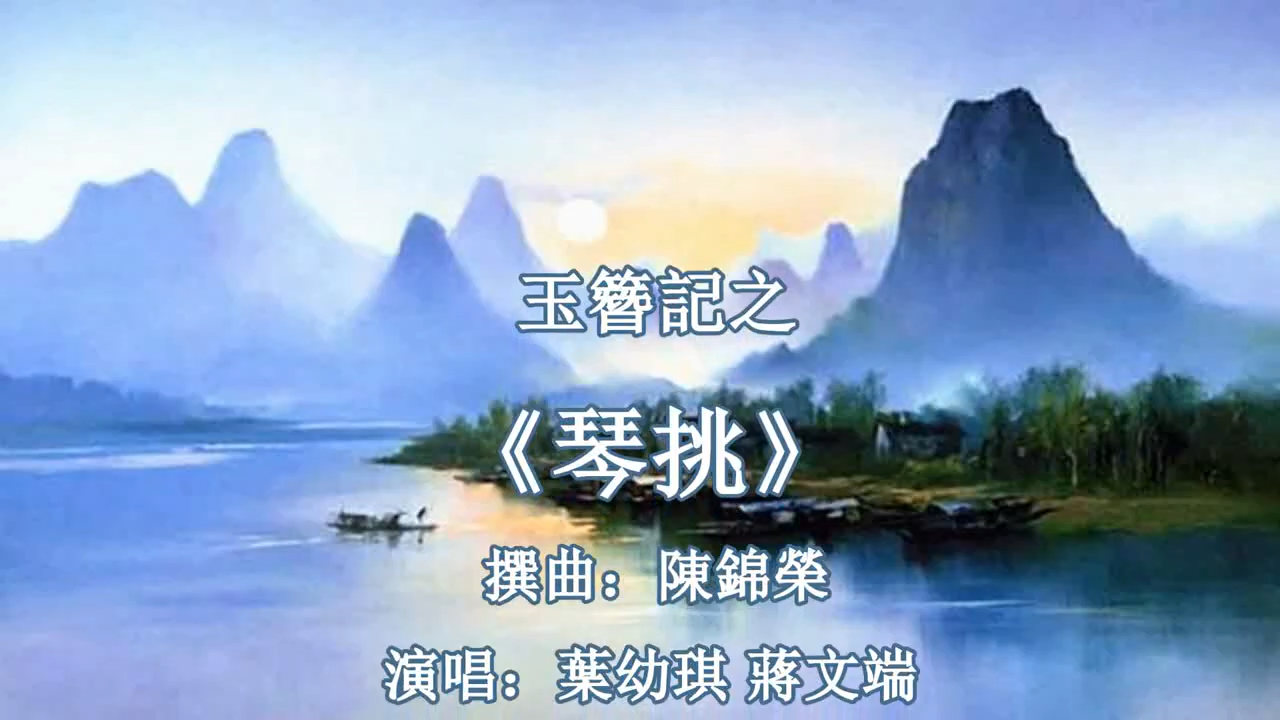 玉簪記之
《琴挑》
撰曲：陳錦榮
演唱：葉幼琪 蔣文端